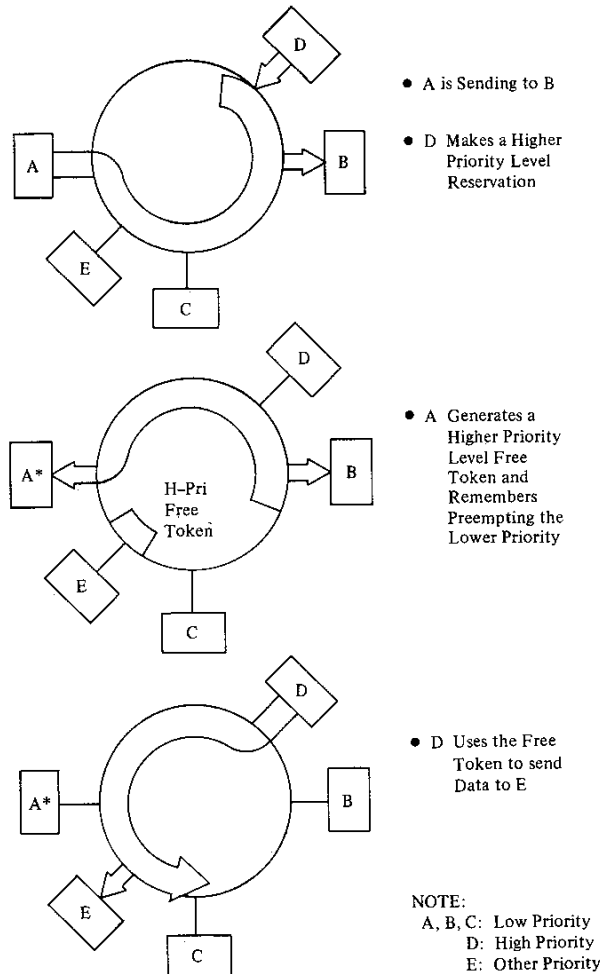 D
● A is Sending to B
● D Makes a Higher
Priority Level
Reservation
A
B
E
C
D
● A Generates a
Higher Priority
Level Free
Token and
Remembers
Preempting the
Lower Priority
A*
H-Pri
Free
Token
B
E
C
D
● D Uses the Free
Token to send
Data to E
A*
B
E
C
NOTE:
A, B, C: Low Priority
D: High Priority
E: Other Priority